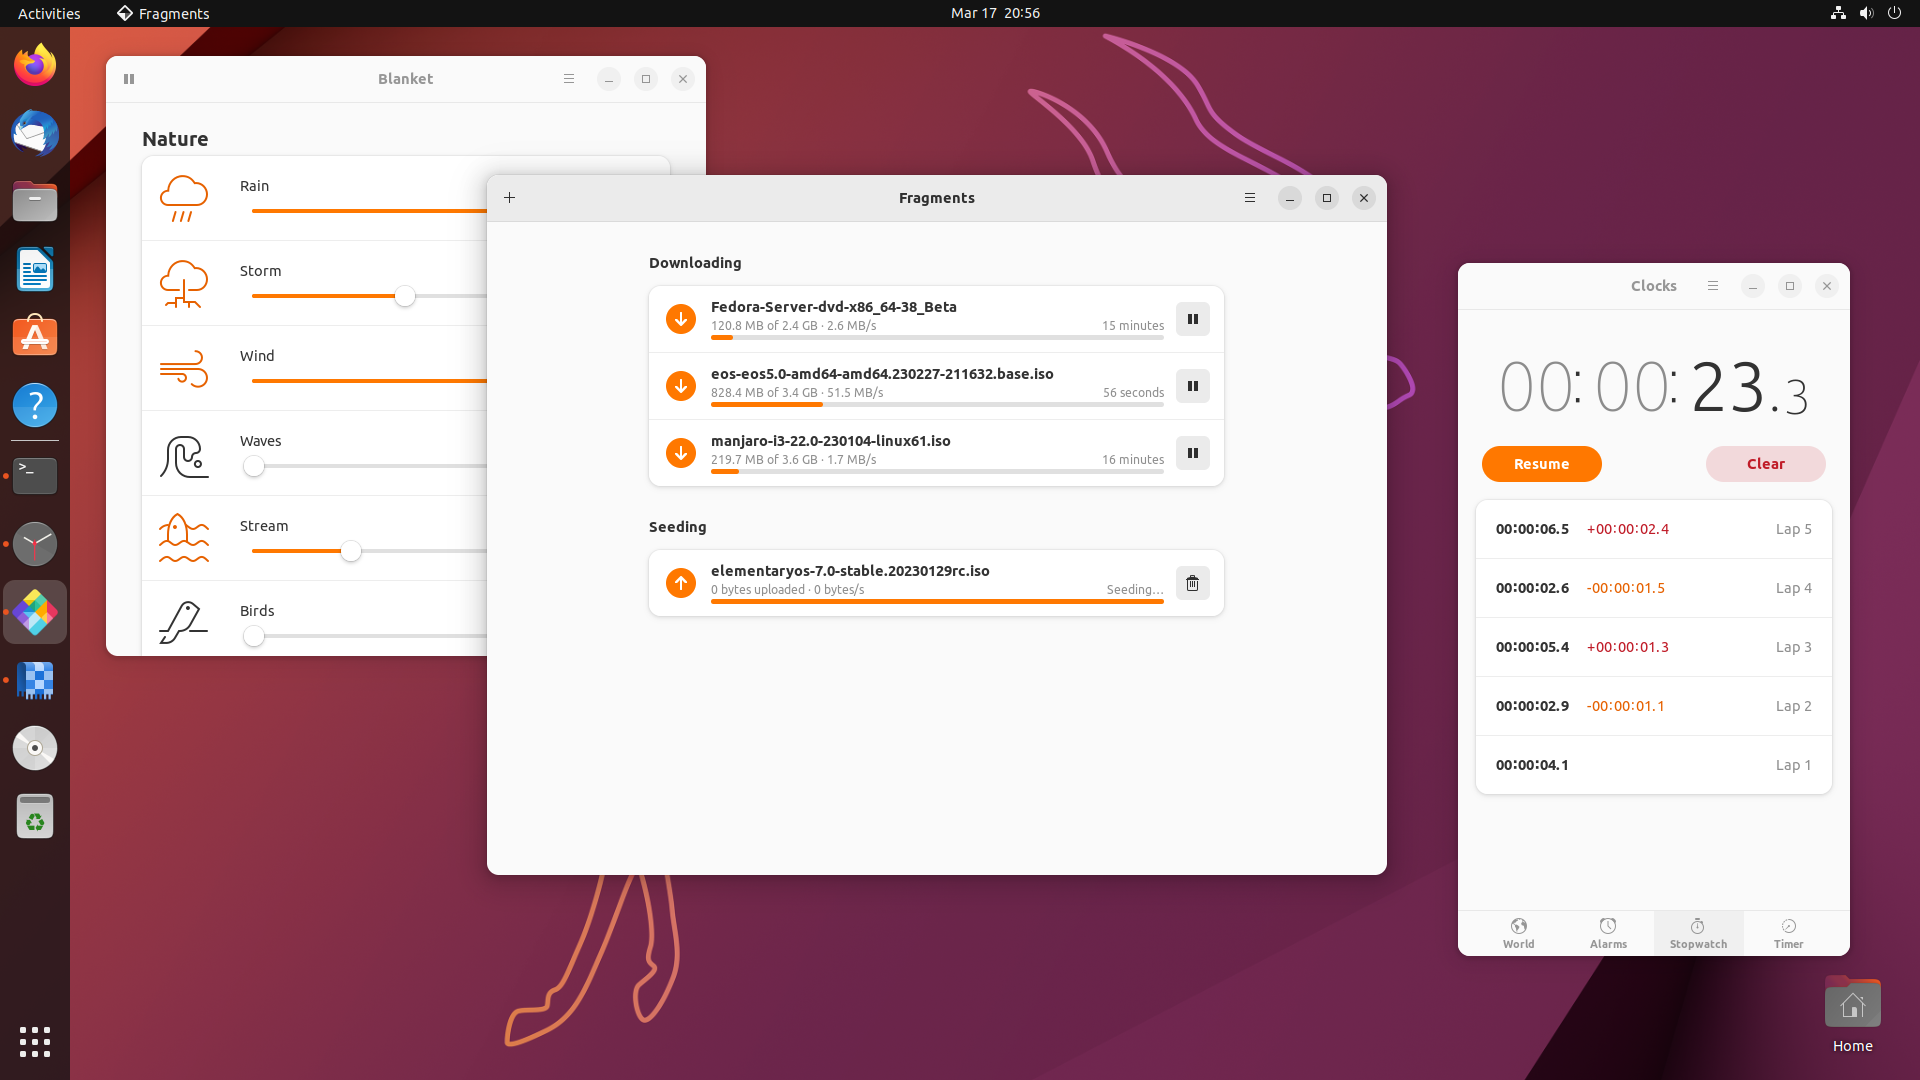 Activities
Fragments
Mar 17 20:56
Blanket
Nature
Rain
Storm
Wind
Waves
Stream
Birds
Fragments
Downloading
Fedora-Server-dvd-x86_64-38_Beta
120.8 MB of 2.4 GB · 2.6 MB/s
15 minutes
eos-eos5.0-amd64-amd64.230227-211632.base.iso
828.4 MB of 3.4 GB · 51.5 MB/s
56 seconds
manjaro-i3-22.0-230104-linux61.iso
219.7 MB of 3.6 GB · 1.7 MB/s
16 minutes
Seeding
elementaryos-7.0-stable.20230129rc.iso
0 bytes uploaded · 0 bytes/s
Seeding…
Clocks
00:00:23.3
Resume
Clear
00:00:06.5 +00:00:02.4 Lap 5
00:00:02.6 -00:00:01.5 Lap 4
00:00:05.4 +00:00:01.3 Lap 3
00:00:02.9 -00:00:01.1 Lap 2
00:00:04.1 Lap 1
World
Alarms
Stopwatch
Timer
Home